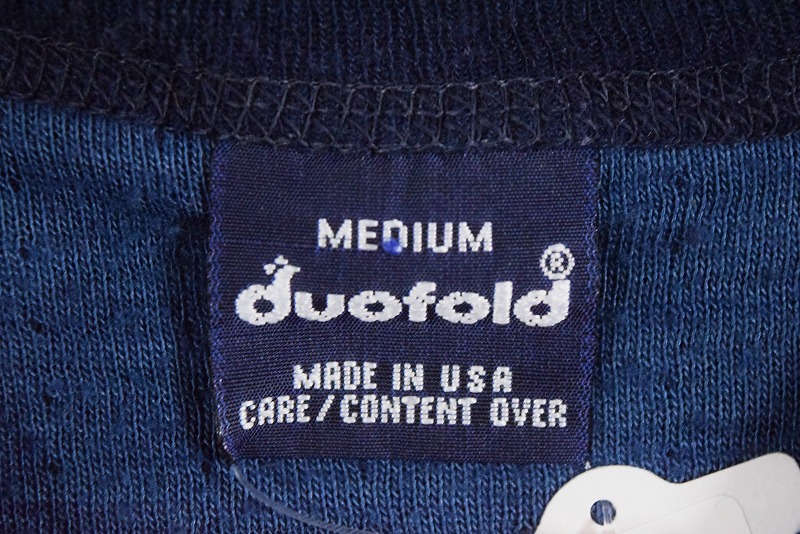 MEDIUM
duofold®
MADE IN USA
CARE/CONTENT OVER